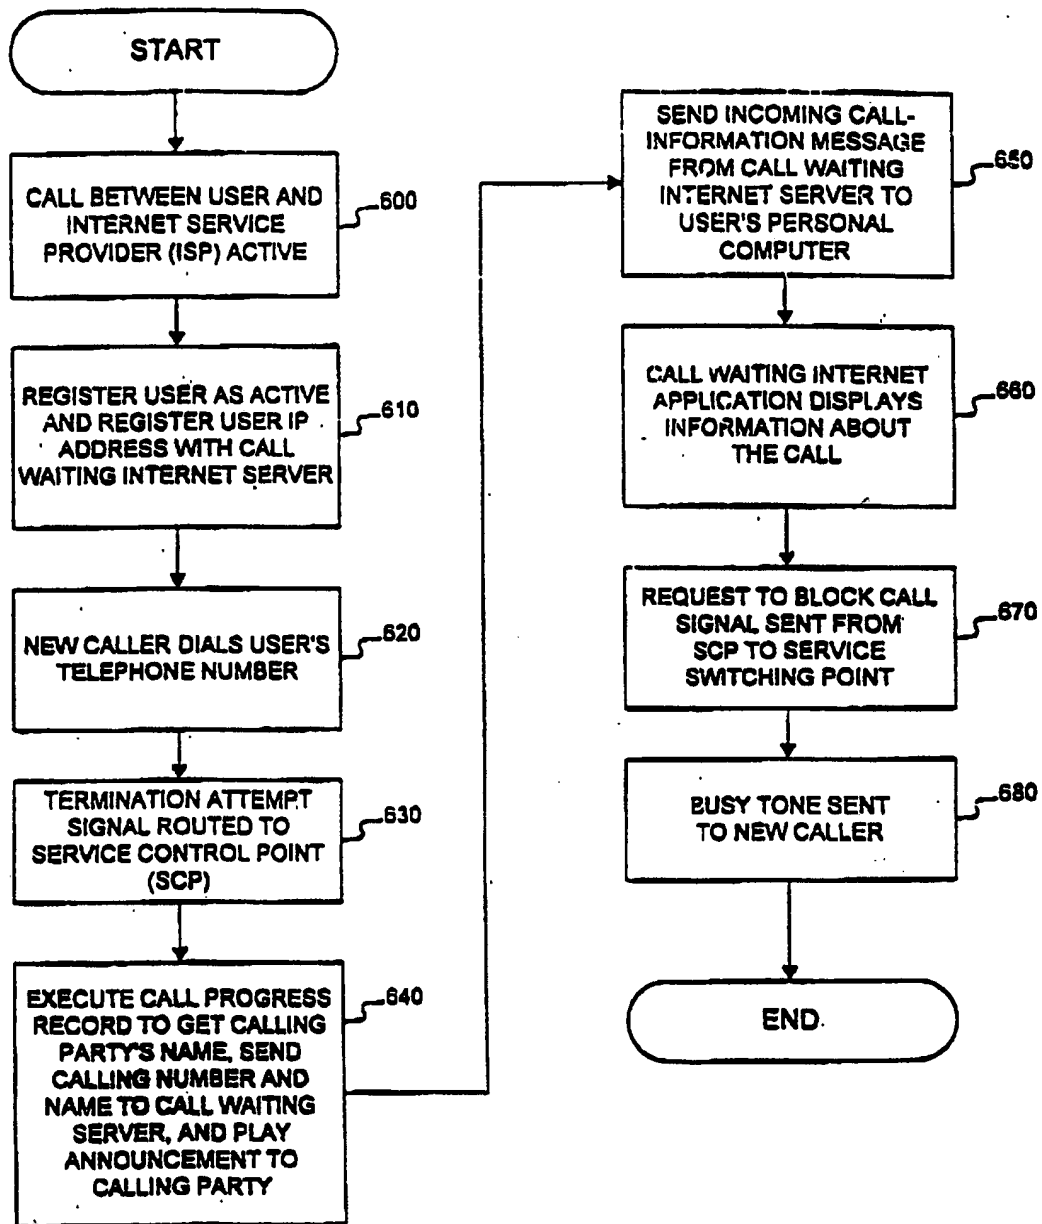 START
CALL BETWEEN USER AND
INTERNET SERVICE
PROVIDER (ISP) ACTIVE
600
REGISTER USER AS ACTIVE
AND REGISTER USER IP
ADDRESS WITH CALL
WAITING INTERNET SERVER
610
NEW CALLER DIALS USER'S
TELEPHONE NUMBER
620
TERMINATION ATTEMPT
SIGNAL ROUTED TO
SERVICE CONTROL POINT
(SCP)
630
EXECUTE CALL PROGRESS
RECORD TO GET CALLING
PARTY'S NAME, SEND
CALLING NUMBER AND
NAME TO CALL WAITING
SERVER, AND PLAY
ANNOUNCEMENT TO
CALLING PARTY
640
SEND INCOMING CALL-
INFORMATION MESSAGE
FROM CALL WAITING
INTERNET SERVER TO
USER'S PERSONAL
COMPUTER
650
CALL WAITING INTERNET
APPLICATION DISPLAYS
INFORMATION ABOUT
THE CALL
660
REQUEST TO BLOCK CALL
SIGNAL SENT FROM
SCP TO SERVICE
SWITCHING POINT
670
BUSY TONE SENT
TO NEW CALLER
680
END